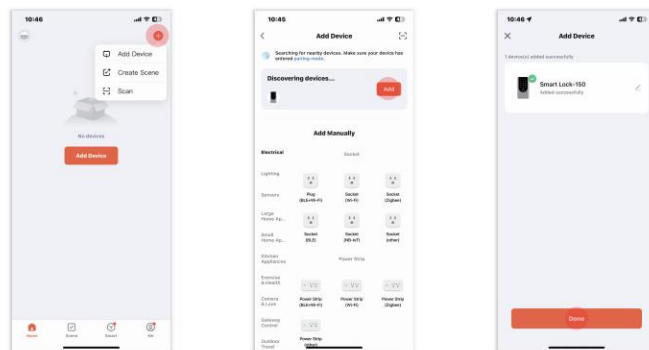 10:46
Add Device
Create Scene
Scan
No devices
Add Device
Home
Scene
Smart
Me
10:45
Add Device
Searching for nearby devices. Make sure your device has
entered pairing mode.
Discovering devices...
Add
Add Manually
Electrical
Socket
Lighting
Sensors
Plug
(BLE+Wi-Fi)
Socket
(Wi-Fi)
Socket
(Zigbee)
Large
Home Ap...
Small
Home Ap...
Socket
(BLE)
Socket
(NB-IoT)
Socket
(other)
Kitchen
Appliances
Power Strip
Exercise
& Health
Camera
& Lock
Power Strip
(BLE+Wi-Fi)
Power Strip
(Wi-Fi)
Power Strip
(Zigbee)
Gateway
Control
Outdoor
Travel
Power Strip
(other)
10:46
Add Device
1 device(s) added successfully
Smart Lock-150
Added successfully
Done